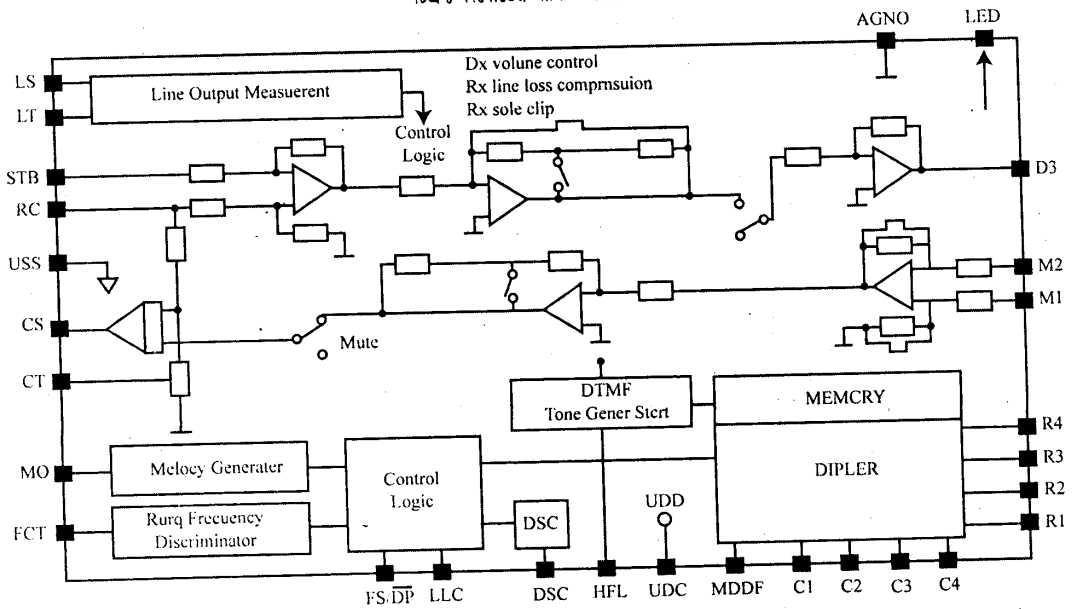 AGNO
LED
LS
LT
Line Output Measuerent
Control
Logic
Dx volune control
Rx line loss comprnsuion
Rx sole clip
STB
RC
D3
USS
M2
M1
CS
Mute
CT
DTMF
Tone Gener Stcrt
MEMCRY
DIPLER
R4
R3
R2
R1
MO
Melocy Generater
Control
Logic
FCT
Rurq Frecuency
Discriminator
DSC
UDD
FS/DP
LLC
DSC
HFL
UDC
MDDF
C1
C2
C3
C4